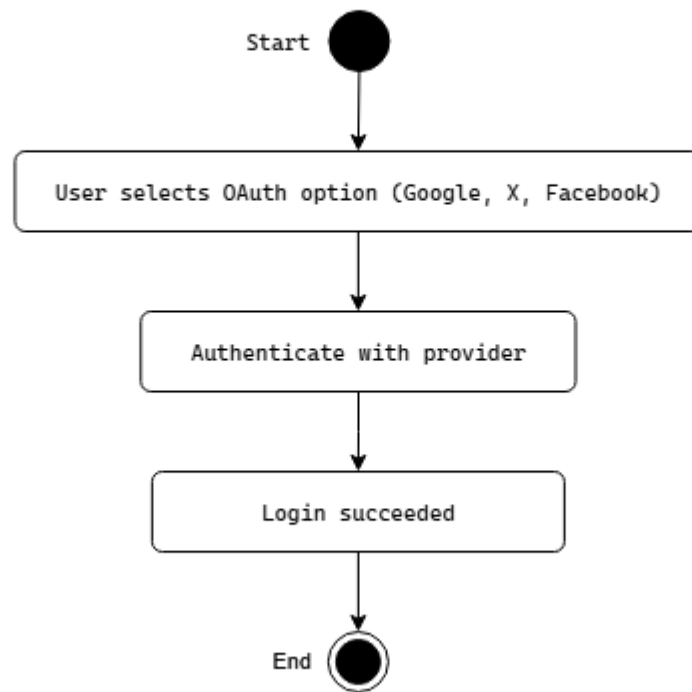 Start
User selects OAuth option (Google, X, Facebook)
Authenticate with provider
Login succeeded
End